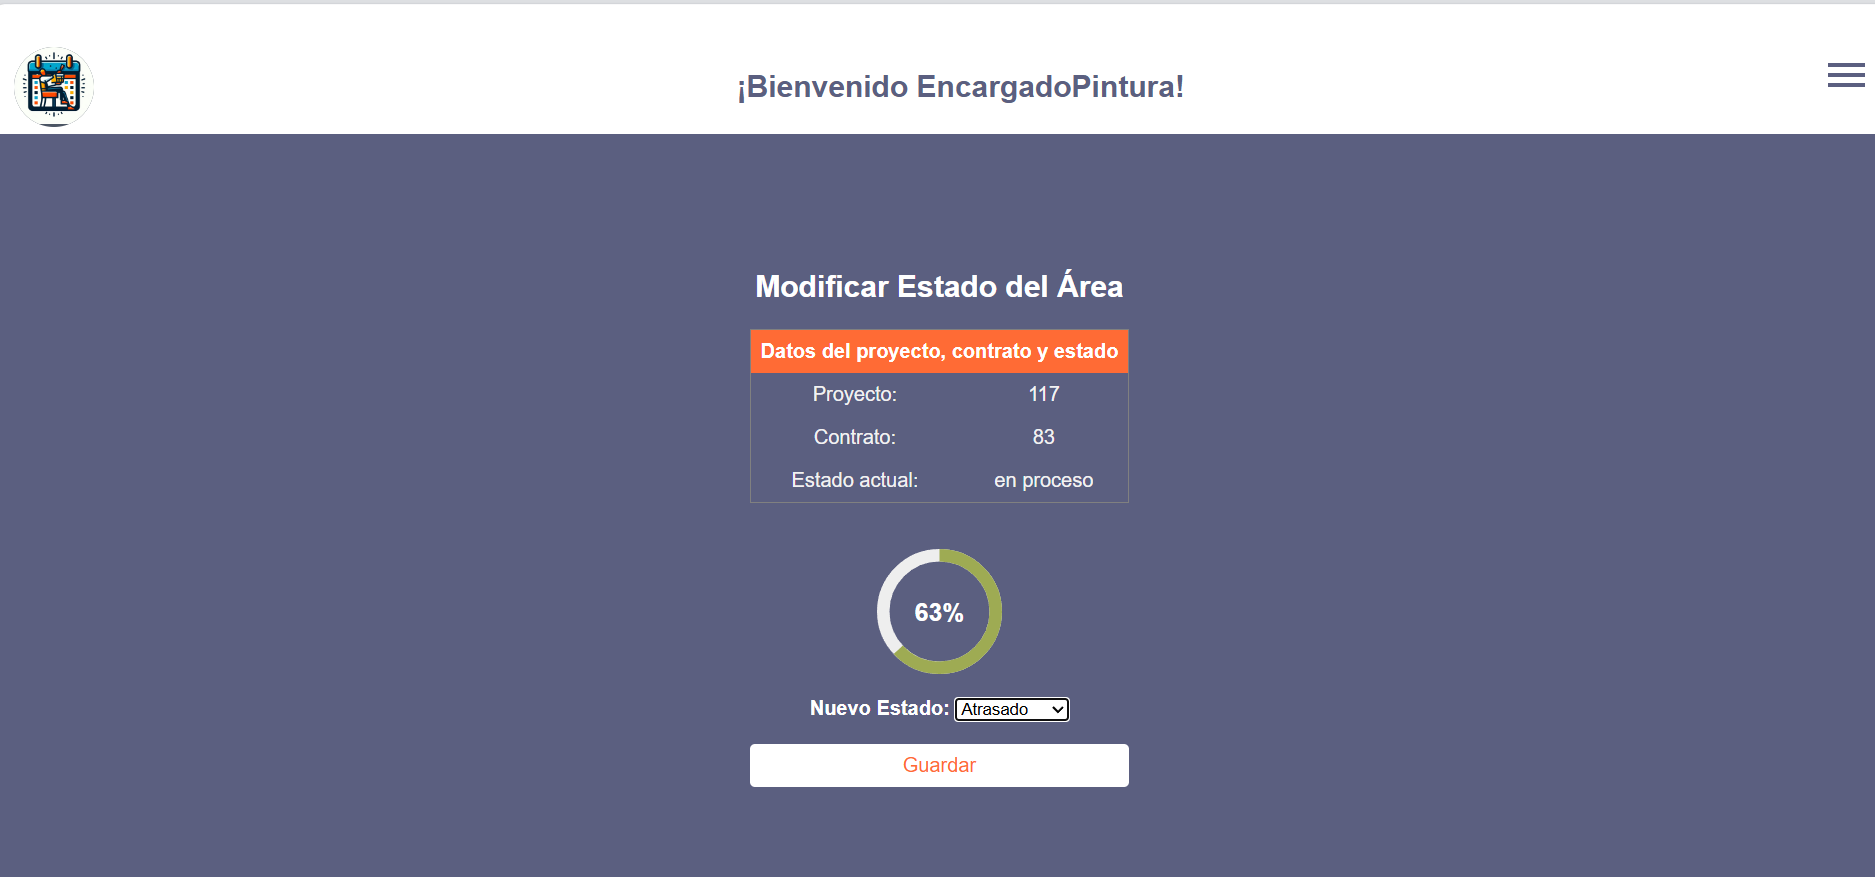 ¡Bienvenido EncargadoPintura!
Modificar Estado del Área
Datos del proyecto, contrato y estado
Proyecto: 117
Contrato: 83
Estado actual: en proceso
63%
Nuevo Estado: Atrasado
Guardar